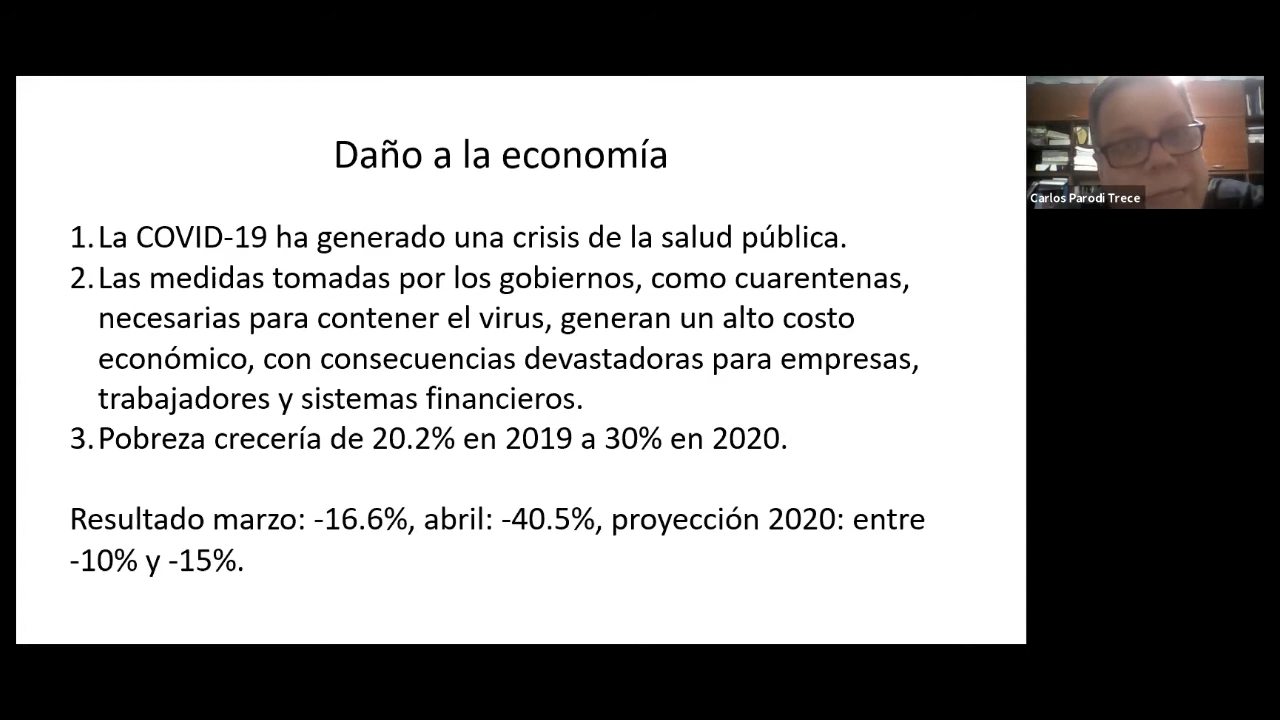 Daño a la economía
1. La COVID-19 ha generado una crisis de la salud pública.
2. Las medidas tomadas por los gobiernos, como cuarentenas,
necesarias para contener el virus, generan un alto costo
económico, con consecuencias devastadoras para empresas,
trabajadores y sistemas financieros.
3. Pobreza crecería de 20.2% en 2019 a 30% en 2020.
Resultado marzo: -16.6%, abril: -40.5%, proyección 2020: entre
-10% y -15%.
Carlos Parodi Trece